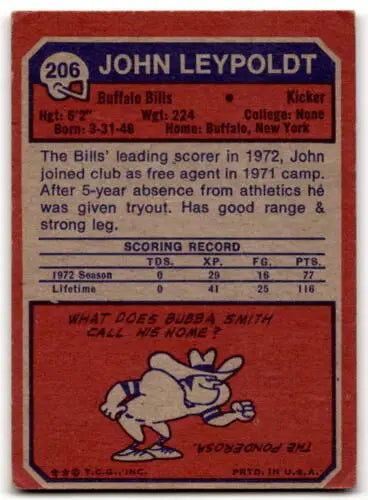 206 JOHN LEYPOLDT
Buffalo Bills • Kicker
Hgt: 6'2" Wgt: 224 College: None
Born: 3-31-46 Home: Buffalo, New York
The Bills' leading scorer in 1972, John
joined club as free agent in 1971 camp.
After 5-year absence from athletics he
was given tryout. Has good range &
strong leg.
SCORING RECORD
TDS. XP. FG. PTS.
1972 Season 0 29 16 77
Lifetime 0 41 25 116
WHAT DOES BUBBA SMITH
CALL HIS HOME?
THE PONDEROSA.
★★© T.C.G., INC. PRTD. IN U.S.A.